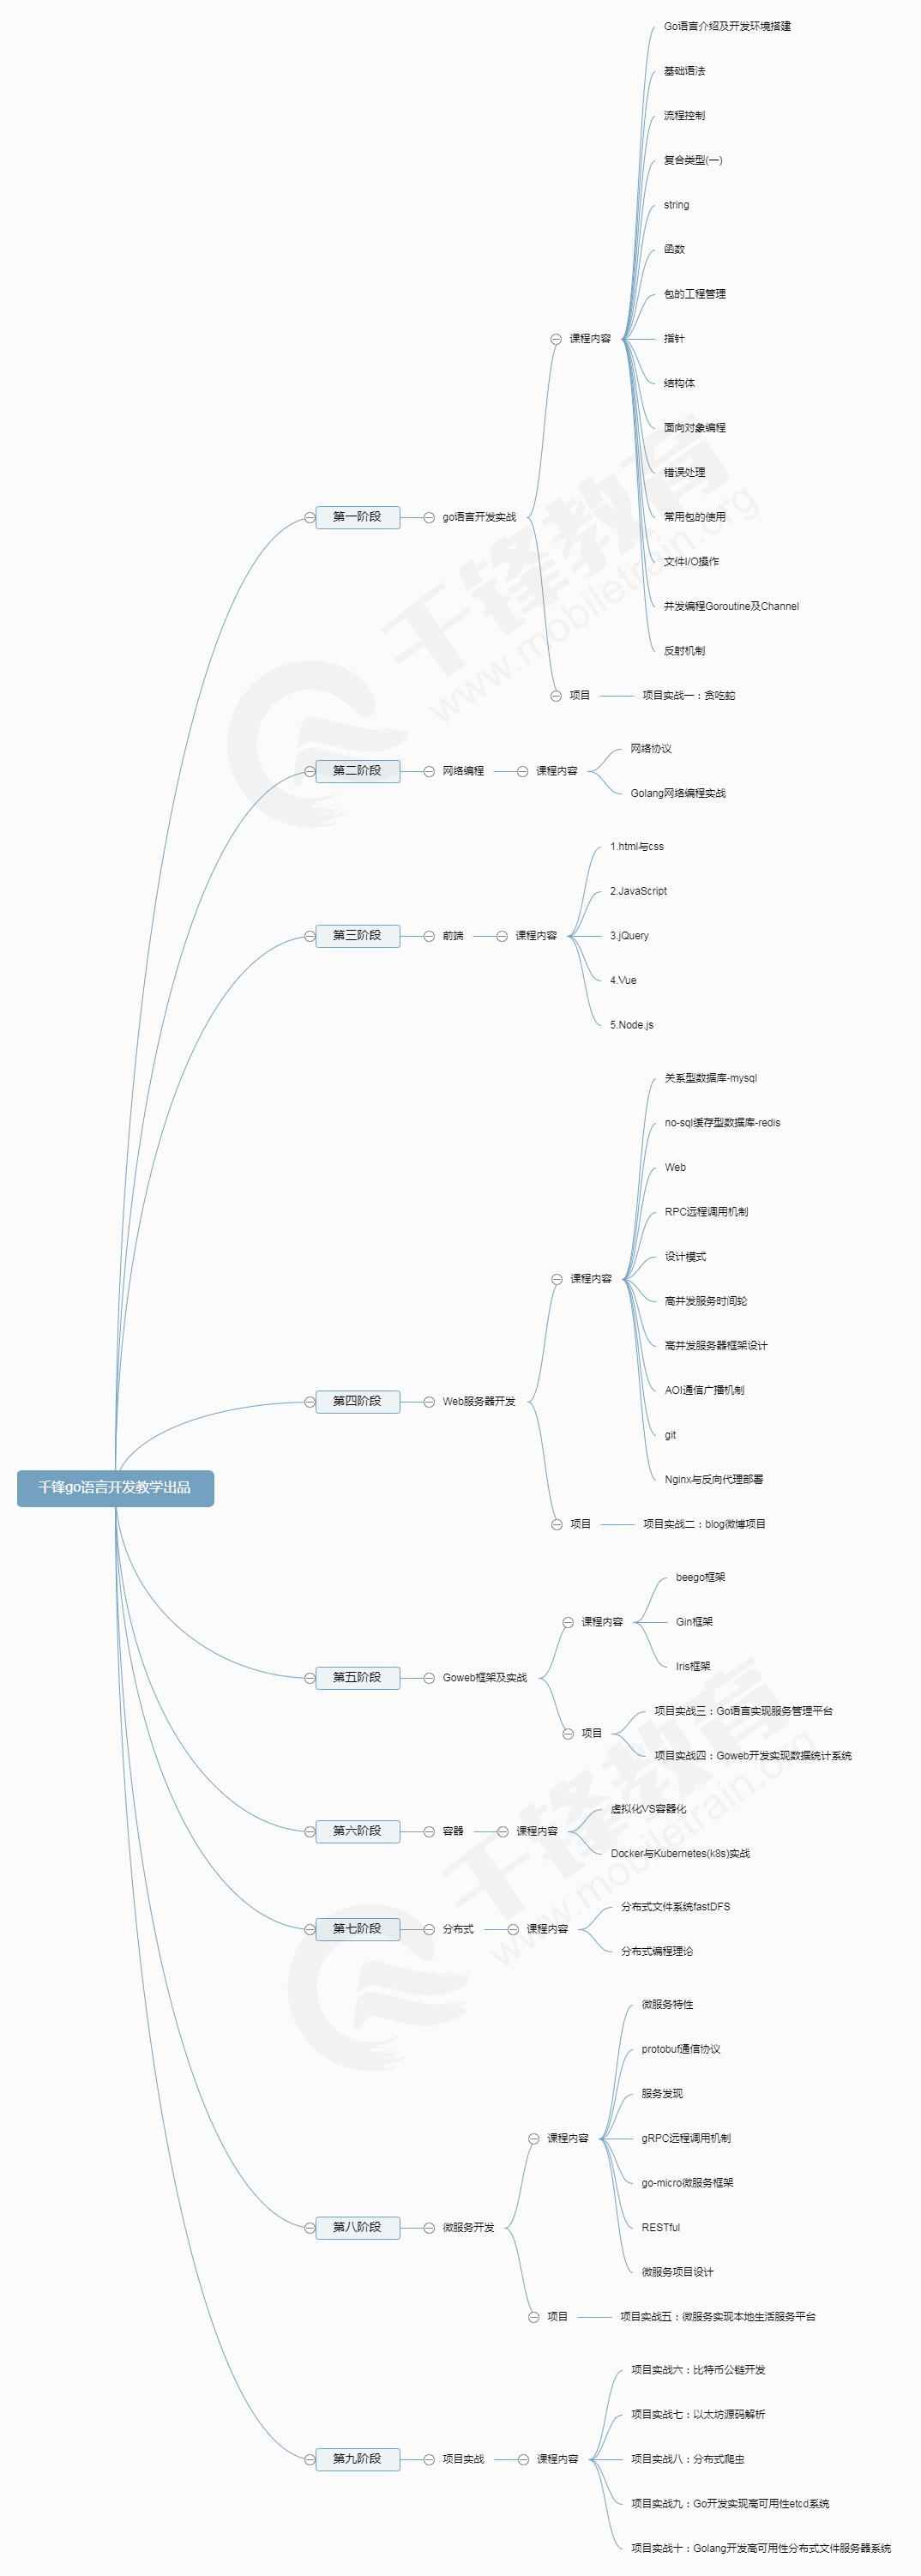 千锋go语言开发教学出品
第一阶段
go语言开发实战
课程内容
Go语言介绍及开发环境搭建
基础语法
流程控制
复合类型(一)
string
函数
包的工程管理
指针
结构体
面向对象编程
错误处理
常用包的使用
文件I/O操作
并发编程Goroutine及Channel
反射机制
项目
项目实战一：贪吃蛇
第二阶段
网络编程
课程内容
网络协议
Golang网络编程实战
第三阶段
前端
课程内容
1.html与css
2.JavaScript
3.jQuery
4.Vue
5.Node.js
第四阶段
Web服务器开发
课程内容
关系型数据库-mysql
no-sql缓存型数据库-redis
Web
RPC远程调用机制
设计模式
高并发服务时间轮
高并发服务器框架设计
AOI通信广播机制
git
Nginx与反向代理部署
项目
项目实战二：blog微博项目
第五阶段
Goweb框架及实战
课程内容
beego框架
Gin框架
Iris框架
项目
项目实战三：Go语言实现服务管理平台
项目实战四：Goweb开发实现数据统计系统
第六阶段
容器
课程内容
虚拟化VS容器化
Docker与Kubernetes(k8s)实战
第七阶段
分布式
课程内容
分布式文件系统fastDFS
分布式编程理论
第八阶段
微服务开发
课程内容
微服务特性
protobuf通信协议
服务发现
gRPC远程调用机制
go-micro微服务框架
RESTful
微服务项目设计
项目
项目实战五：微服务实现本地生活服务平台
第九阶段
项目实战
课程内容
项目实战六：比特币公链开发
项目实战七：以太坊源码解析
项目实战八：分布式爬虫
项目实战九：Go开发实现高可用性etcd系统
项目实战十：Golang开发高可用性分布式文件服务器系统
千锋教育
www.mobiletrain.org
千锋教育
www.mobiletrain.org